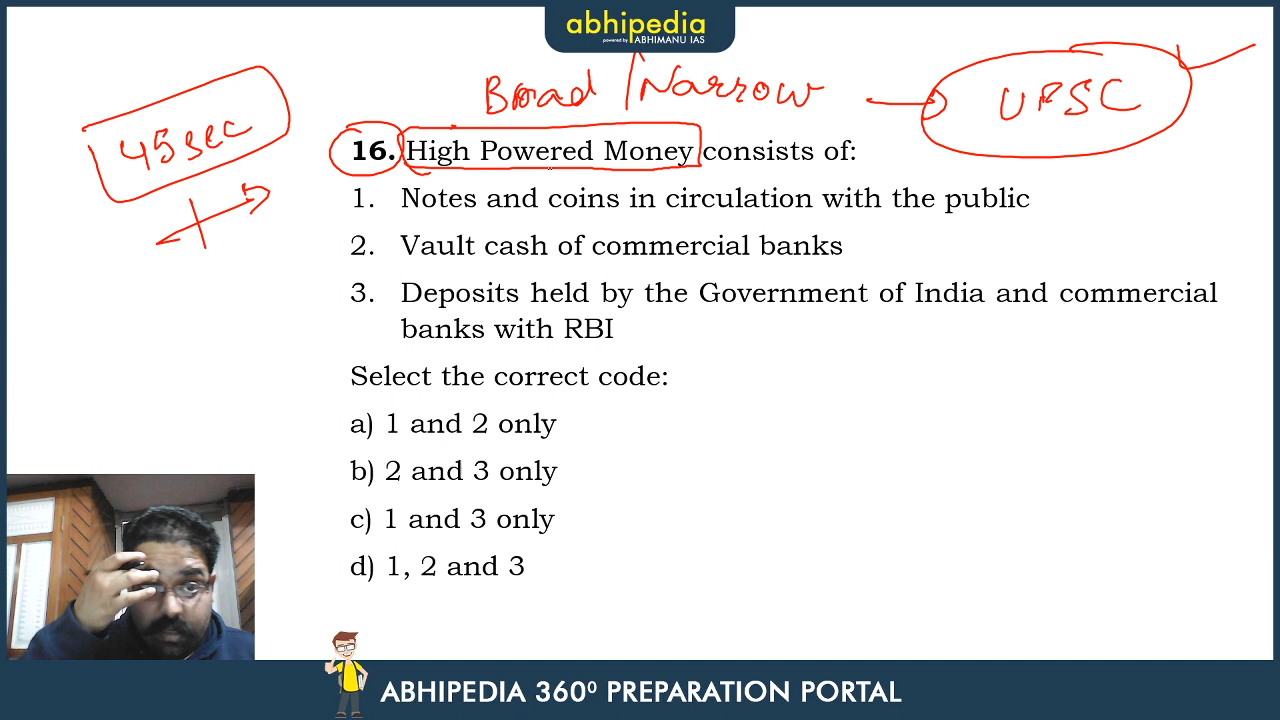 abhipedia
powered by ABHIMANU IAS
Broad / Narrow → UPSC
45 sec
16. High Powered Money consists of:
1. Notes and coins in circulation with the public
2. Vault cash of commercial banks
3. Deposits held by the Government of India and commercial
banks with RBI
Select the correct code:
a) 1 and 2 only
b) 2 and 3 only
c) 1 and 3 only
d) 1, 2 and 3
ABHIPEDIA 360⁰ PREPARATION PORTAL